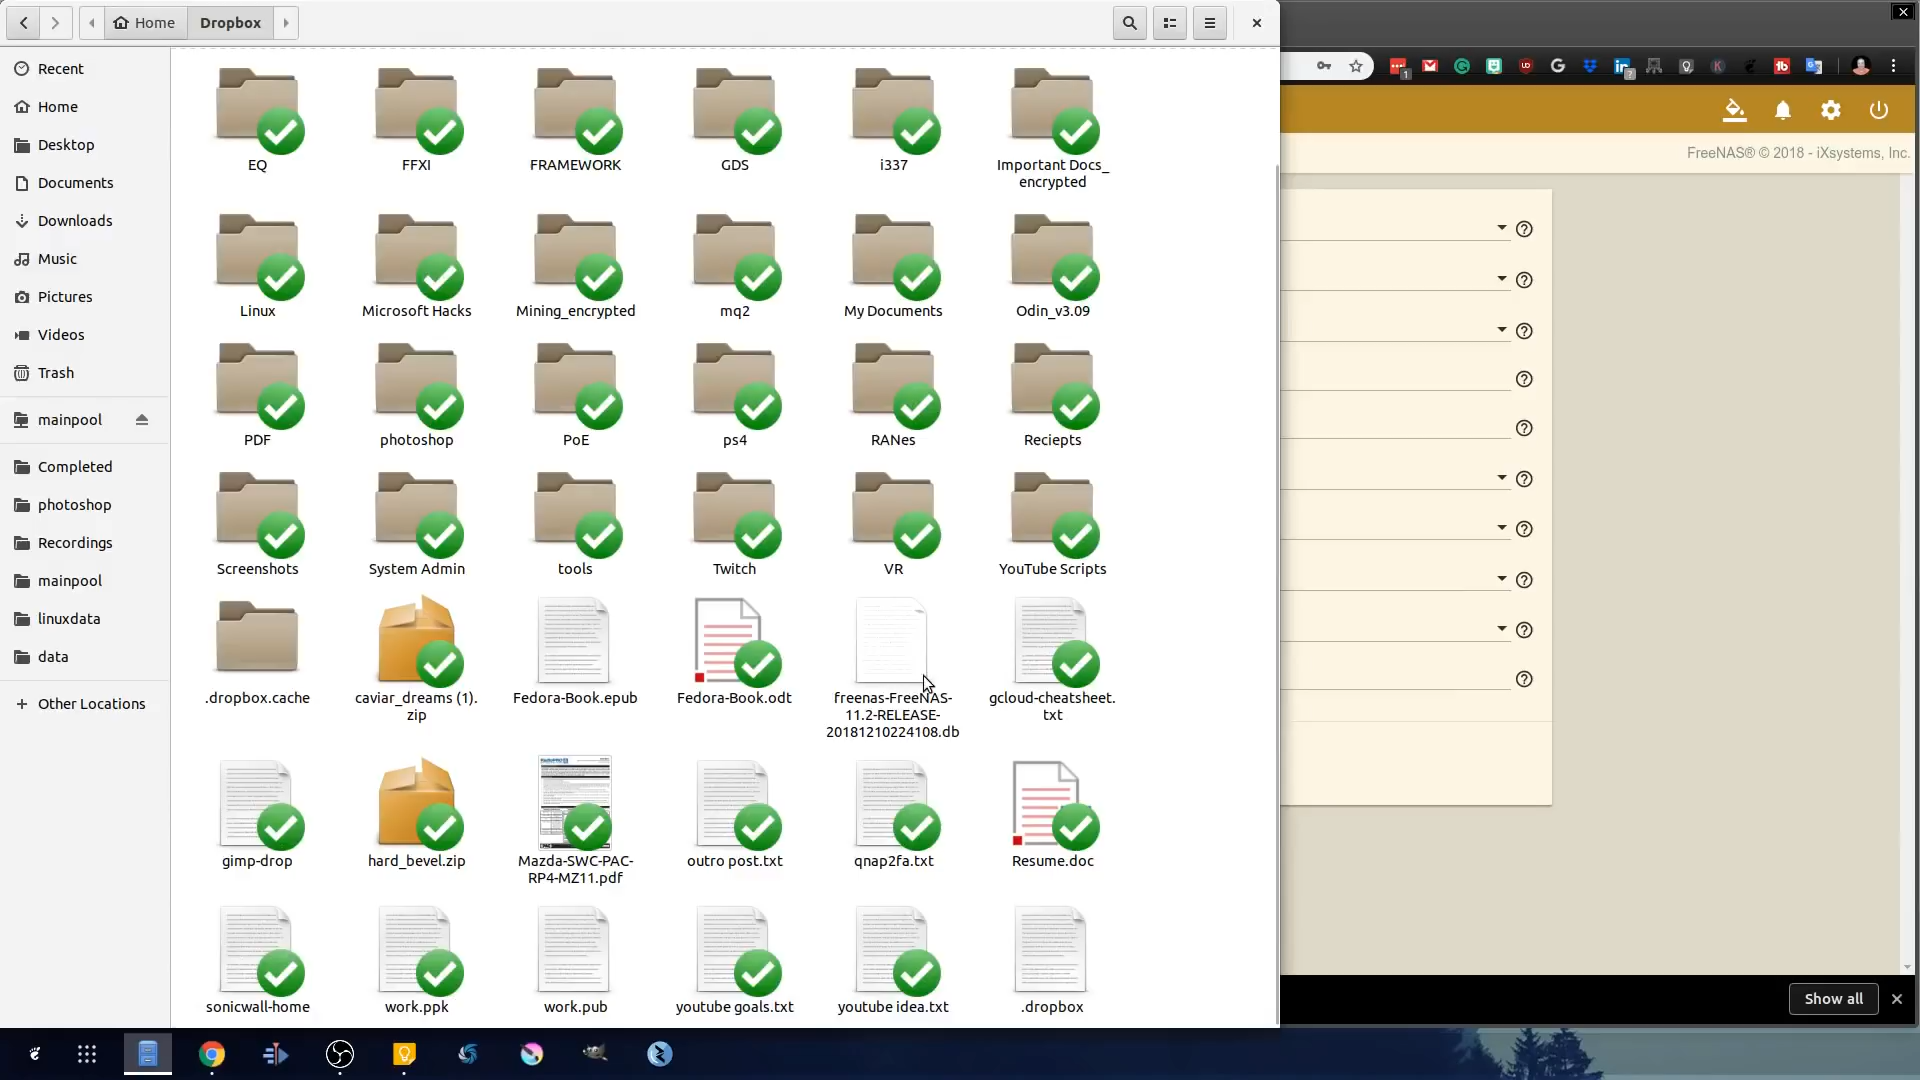 Home
Dropbox
Recent
Home
Desktop
Documents
Downloads
Music
Pictures
Videos
Trash
mainpool
Completed
photoshop
Recordings
mainpool
linuxdata
data
Other Locations
EQ
FFXI
FRAMEWORK
GDS
i337
Important Docs_
encrypted
Linux
Microsoft Hacks
Mining_encrypted
mq2
My Documents
Odin_v3.09
PDF
photoshop
PoE
ps4
RANes
Reciepts
Screenshots
System Admin
tools
Twitch
VR
YouTube Scripts
.dropbox.cache
caviar_dreams (1).
zip
Fedora-Book.epub
Fedora-Book.odt
freenas-FreeNAS-
11.2-RELEASE-
20181210224108.db
gcloud-cheatsheet.
txt
gimp-drop
hard_bevel.zip
Mazda-SWC-PAC-
RP4-MZ11.pdf
outro post.txt
qnap2fa.txt
Resume.doc
sonicwall-home
work.ppk
work.pub
youtube goals.txt
youtube idea.txt
.dropbox
FreeNAS® © 2018 - iXsystems, Inc.
Show all